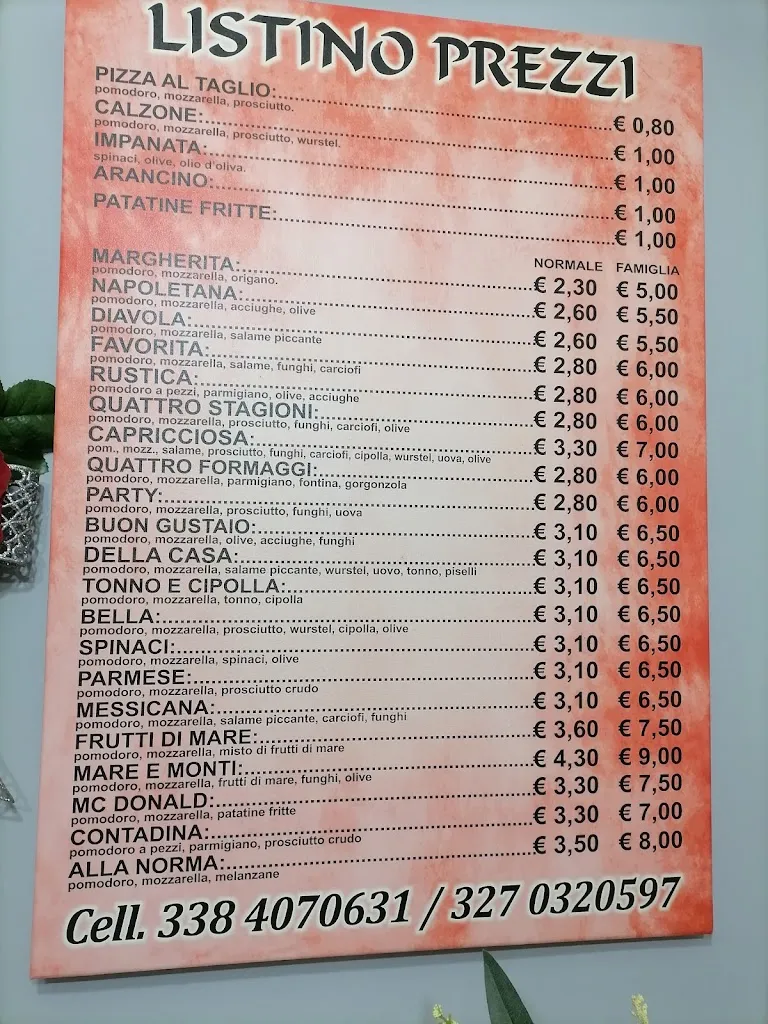 LISTINO PREZZI
PIZZA AL TAGLIO:.......... € 0,80
pomodoro, mozzarella, prosciutto.
CALZONE:.......... € 1,00
pomodoro, mozzarella, prosciutto, wurstel.
IMPANATA:.......... € 1,00
spinaci, olive, olio d'oliva.
ARANCINO:.......... € 1,00
PATATINE FRITTE:.......... € 1,00
NORMALE FAMIGLIA
MARGHERITA:.......... € 2,30 € 5,00
pomodoro, mozzarella, origano.
NAPOLETANA:.......... € 2,60 € 5,50
pomodoro, mozzarella, acciughe, olive
DIAVOLA:.......... € 2,60 € 5,50
pomodoro, mozzarella, salame piccante
FAVORITA:.......... € 2,80 € 6,00
pomodoro, mozzarella, salame, funghi, carciofi
RUSTICA:.......... € 2,80 € 6,00
pomodoro a pezzi, parmigiano, olive, acciughe
QUATTRO STAGIONI:.......... € 2,80 € 6,00
pomodoro, mozzarella, prosciutto, funghi, carciofi, olive
CAPRICCIOSA:.......... € 3,30 € 7,00
pom., mozz., salame, prosciutto, funghi, carciofi, cipolla, wurstel, uova, olive
QUATTRO FORMAGGI:.......... € 2,80 € 6,00
pomodoro, mozzarella, parmigiano, fontina, gorgonzola
PARTY:.......... € 2,80 € 6,00
pomodoro, mozzarella, prosciutto, funghi, uova
BUON GUSTAIO:.......... € 3,10 € 6,50
pomodoro, mozzarella, olive, acciughe, funghi
DELLA CASA:.......... € 3,10 € 6,50
pomodoro, mozzarella, salame piccante, wurstel, uovo, tonno, piselli
TONNO E CIPOLLA:.......... € 3,10 € 6,50
pomodoro, mozzarella, tonno, cipolla
BELLA:.......... € 3,10 € 6,50
pomodoro, mozzarella, prosciutto, wurstel, cipolla, olive
SPINACI:.......... € 3,10 € 6,50
pomodoro, mozzarella, spinaci, olive
PARMESE:.......... € 3,10 € 6,50
pomodoro, mozzarella, prosciutto crudo
MESSICANA:.......... € 3,10 € 6,50
pomodoro, mozzarella, salame piccante, carciofi, funghi
FRUTTI DI MARE:.......... € 3,60 € 7,50
pomodoro, mozzarella, misto di frutti di mare
MARE E MONTI:.......... € 4,30 € 9,00
pomodoro, mozzarella, frutti di mare, funghi, olive
MC DONALD:.......... € 3,30 € 7,50
pomodoro, mozzarella, patatine fritte
CONTADINA:.......... € 3,30 € 7,00
pomodoro a pezzi, parmigiano, prosciutto crudo
ALLA NORMA:.......... € 3,50 € 8,00
pomodoro, mozzarella, melanzane
Cell. 338 4070631 / 327 0320597